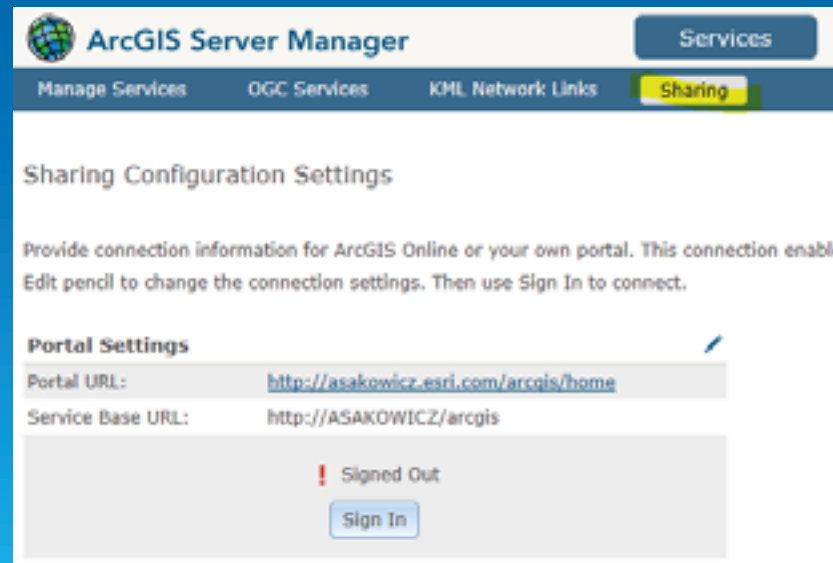 ArcGIS Server Manager
Services
Manage Services OGC Services KML Network Links Sharing
Sharing Configuration Settings
Provide connection information for ArcGIS Online or your own portal. This connection enabl
Edit pencil to change the connection settings. Then use Sign In to connect.
Portal Settings
Portal URL: http://asakowicz.esri.com/arcgis/home
Service Base URL: http://ASAKOWICZ/arcgis
! Signed Out
Sign In